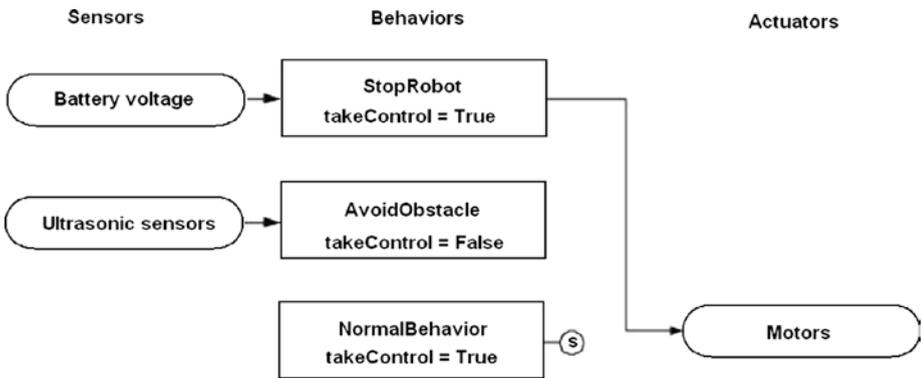 Sensors Behaviors Actuators
Battery voltage
StopRobot
takeControl = True
Ultrasonic sensors
AvoidObstacle
takeControl = False
NormalBehavior
takeControl = True
S
Motors